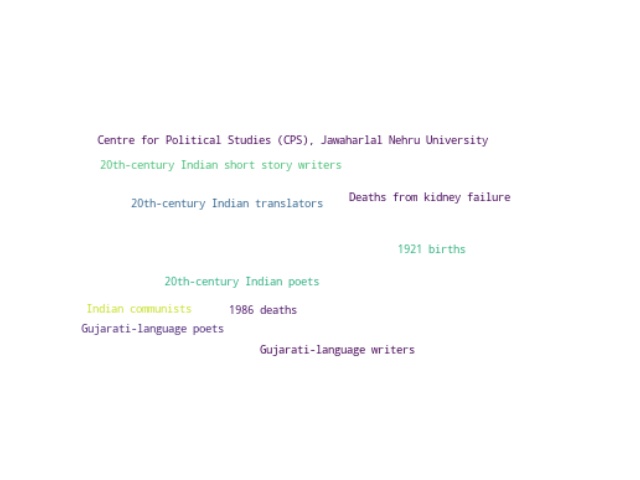 Centre for Political Studies (CPS), Jawaharlal Nehru University
20th-century Indian short story writers
Deaths from kidney failure
20th-century Indian translators
1921 births
20th-century Indian poets
Indian communists
1986 deaths
Gujarati-language poets
Gujarati-language writers